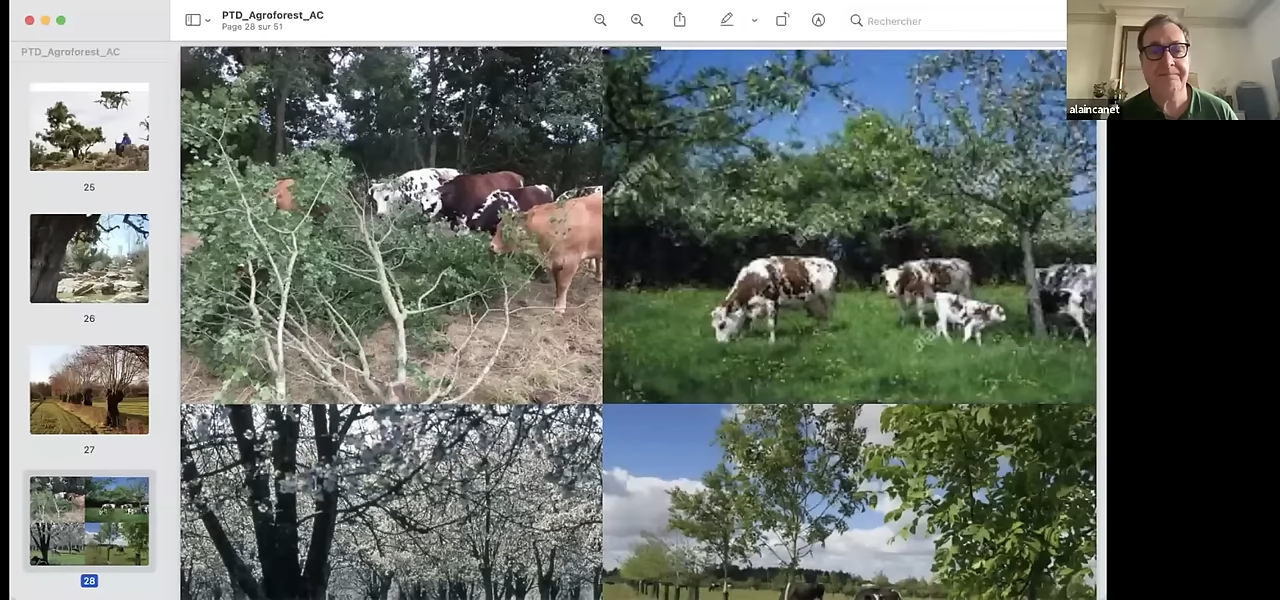 PTD_Agroforest_AC
Page 28 sur 51
Rechercher
alaincanet
PTD_Agroforest_AC
25
26
27
28